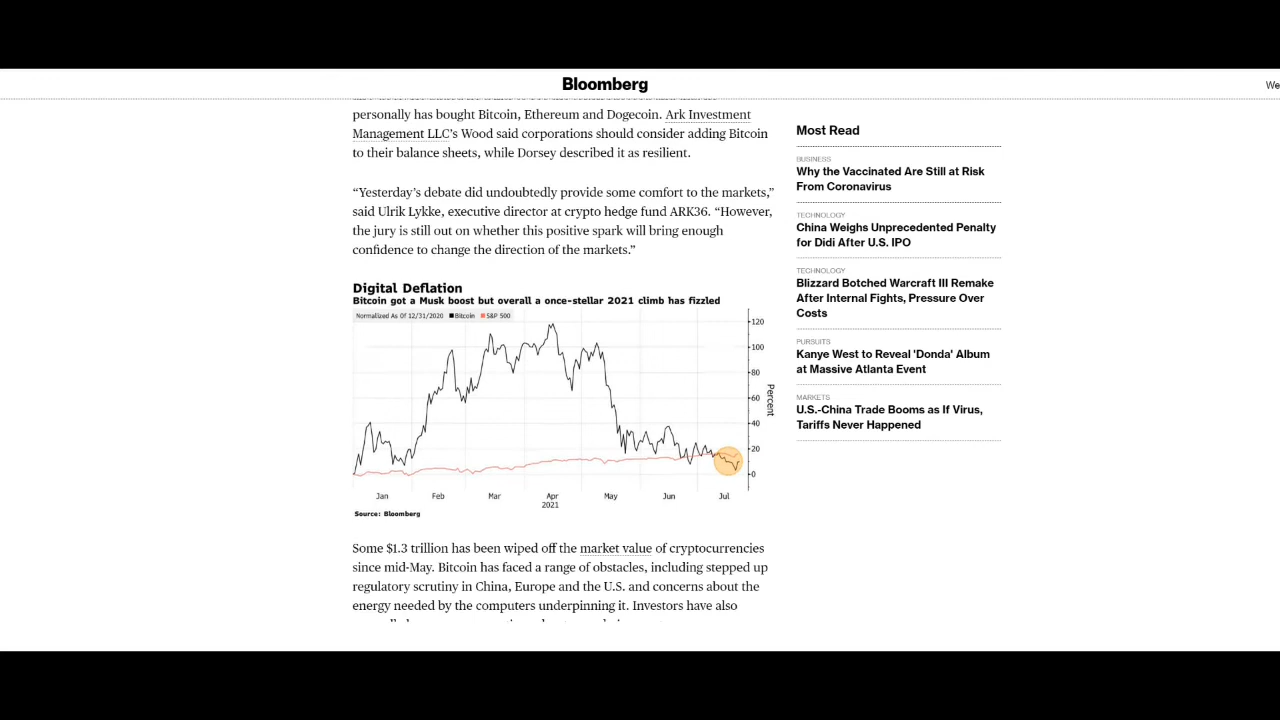 Bloomberg
We
personally has bought Bitcoin, Ethereum and Dogecoin. Ark Investment
Management LLC’s Wood said corporations should consider adding Bitcoin
to their balance sheets, while Dorsey described it as resilient.
“Yesterday’s debate did undoubtedly provide some comfort to the markets,”
said Ulrik Lykke, executive director at crypto hedge fund ARK36. “However,
the jury is still out on whether this positive spark will bring enough
confidence to change the direction of the markets.”
Digital Deflation
Bitcoin got a Musk boost but overall a once-stellar 2021 climb has fizzled
Normalized As Of 12/31/2020 Bitcoin S&P 500
120
100
80
60
40
20
0
Percent
Jan Feb Mar Apr May Jun Jul
2021
Source: Bloomberg
Some $1.3 trillion has been wiped off the market value of cryptocurrencies
since mid-May. Bitcoin has faced a range of obstacles, including stepped up
regulatory scrutiny in China, Europe and the U.S. and concerns about the
energy needed by the computers underpinning it. Investors have also
Most Read
BUSINESS
Why the Vaccinated Are Still at Risk
From Coronavirus
TECHNOLOGY
China Weighs Unprecedented Penalty
for Didi After U.S. IPO
TECHNOLOGY
Blizzard Botched Warcraft III Remake
After Internal Fights, Pressure Over
Costs
PURSUITS
Kanye West to Reveal 'Donda' Album
at Massive Atlanta Event
MARKETS
U.S.-China Trade Booms as If Virus,
Tariffs Never Happened